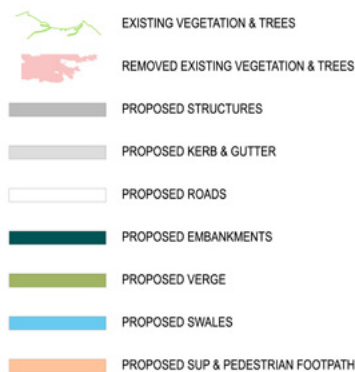 EXISTING VEGETATION & TREES
REMOVED EXISTING VEGETATION & TREES
PROPOSED STRUCTURES
PROPOSED KERB & GUTTER
PROPOSED ROADS
PROPOSED EMBANKMENTS
PROPOSED VERGE
PROPOSED SWALES
PROPOSED SUP & PEDESTRIAN FOOTPATH